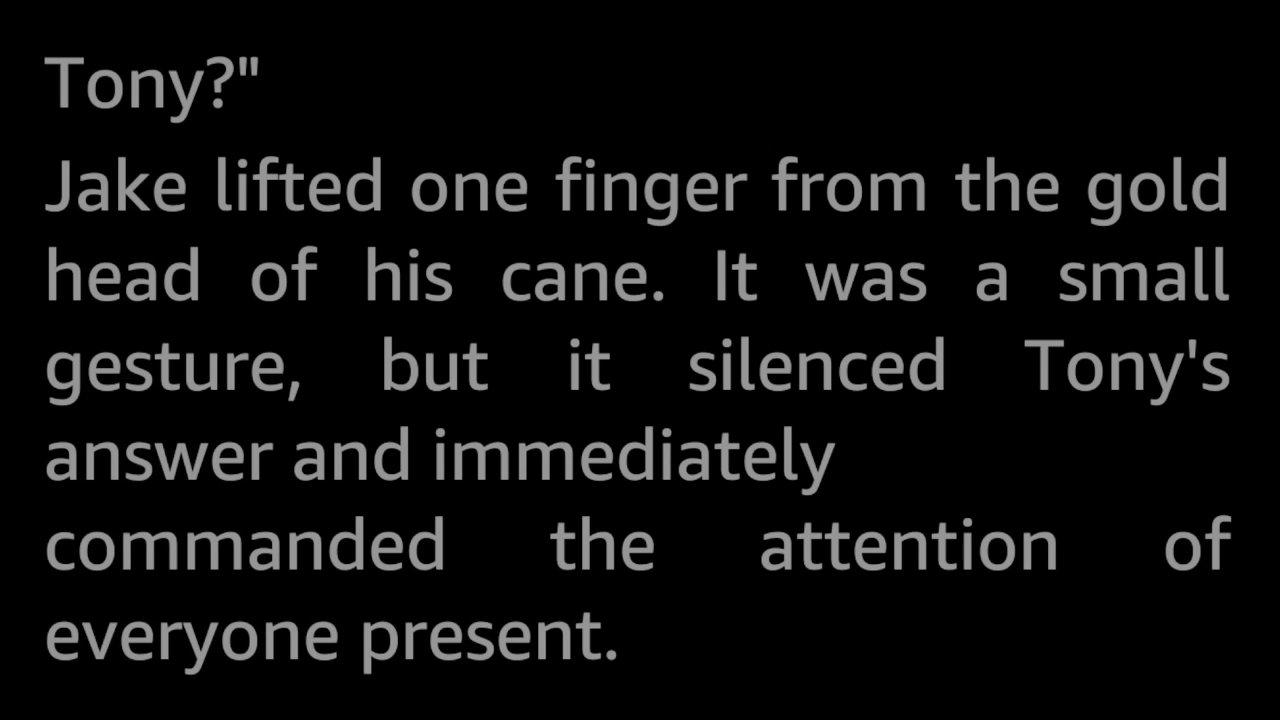 Tony?"
Jake lifted one finger from the gold
head of his cane. It was a small
gesture, but it silenced Tony's
answer and immediately
commanded the attention of
everyone present.